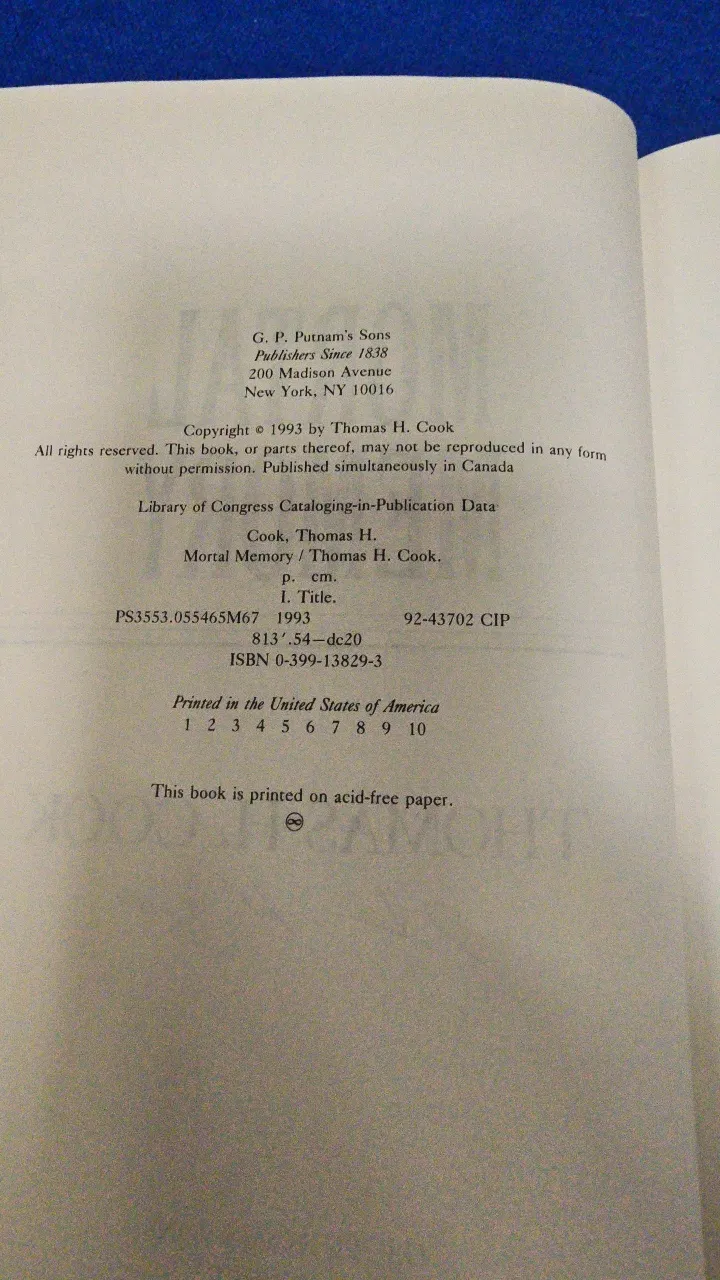 G. P. Putnam's Sons
Publishers Since 1838
200 Madison Avenue
New York, NY 10016
Copyright © 1993 by Thomas H. Cook
All rights reserved. This book, or parts thereof, may not be reproduced in any form
without permission. Published simultaneously in Canada
Library of Congress Cataloging-in-Publication Data
Cook, Thomas H.
Mortal Memory / Thomas H. Cook.
p. cm.
I. Title.
PS3553.055465M67 1993 92-43702 CIP
813′.54—dc20
ISBN 0-399-13829-3
Printed in the United States of America
1 2 3 4 5 6 7 8 9 10
This book is printed on acid-free paper.
♾